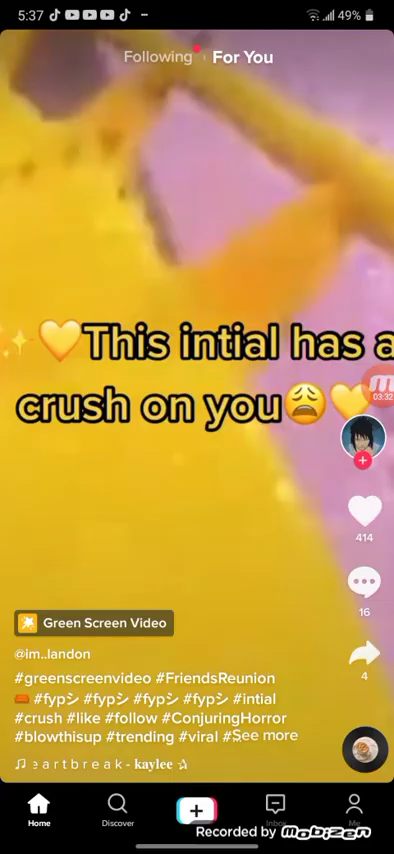 5:37
49%
Following
For You
✨💛This intial has a
crush on you😩💛
03:32
414
16
4
Green Screen Video
@im..landon
#greenscreenvideo #FriendsReunion
🛋 #fypシ #fypシ #fypシ #fypシ #intial
#crush #like #follow #ConjuringHorror
#blowthisup #trending #viral #See more
♫ e a r t b r e a k - kaylee ✰
Home
Discover
Inbox
Me
Recorded by mobizen